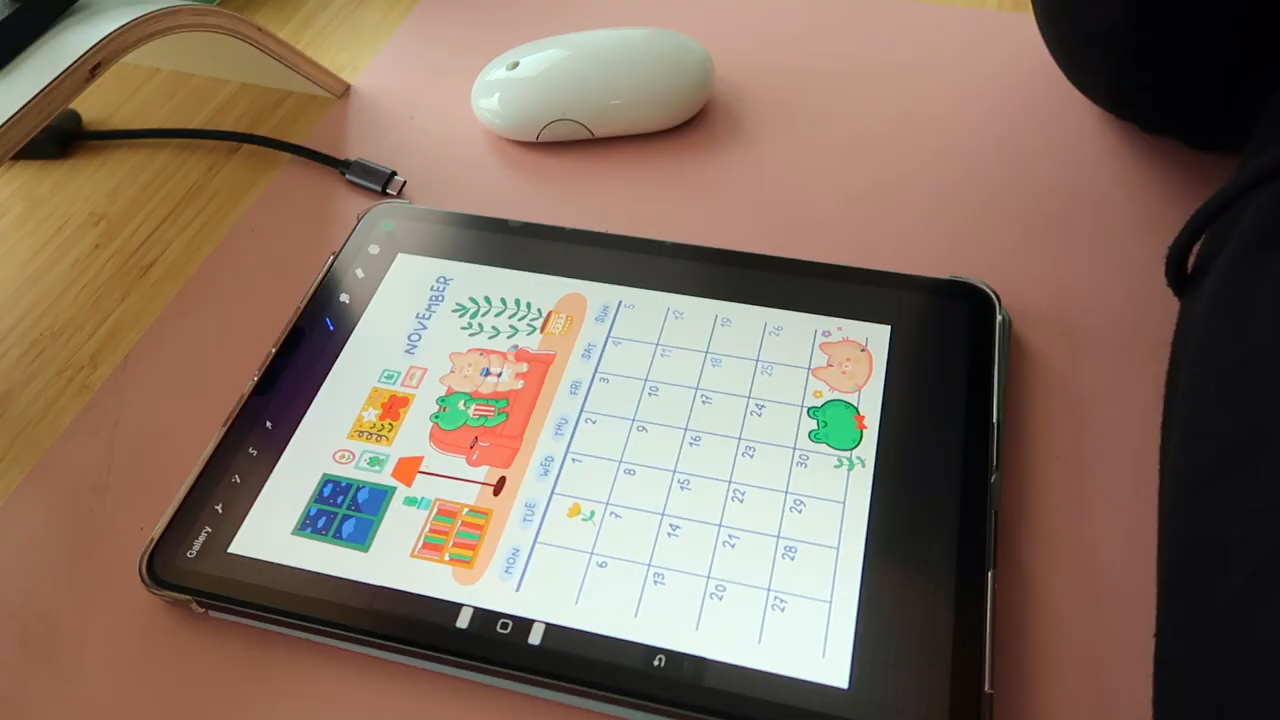 Gallery
NOVEMBER
MON TUE WED THU FRI SAT SUN
1 2 3 4 5
6 7 8 9 10 11 12
13 14 15 16 17 18 19
20 21 22 23 24 25 26
27 28 29 30